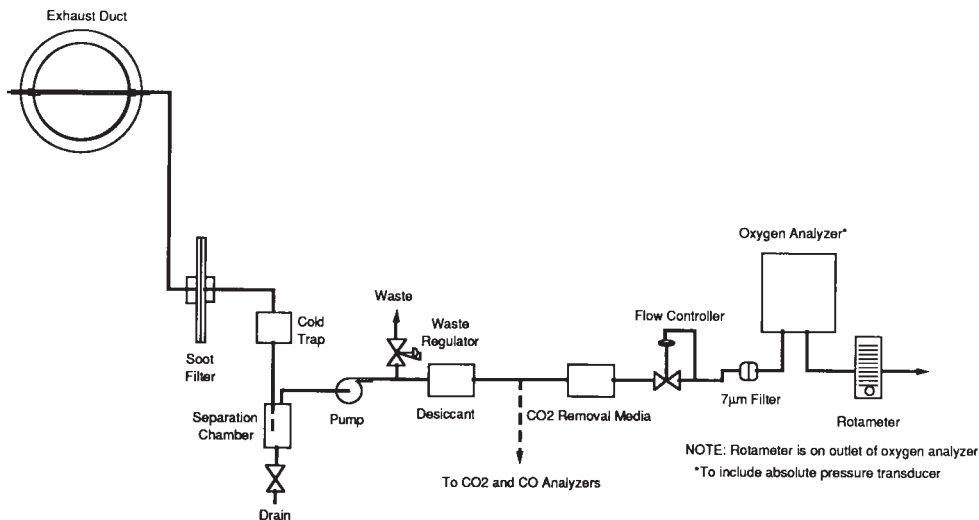 Exhaust Duct
Oxygen Analyzer*
Waste
Flow Controller
Waste
Regulator
Cold
Trap
Soot
Filter
Separation
Chamber
Pump
Desiccant
CO2 Removal Media
7µm Filter
Rotameter
NOTE: Rotameter is on outlet of oxygen analyzer
*To include absolute pressure transducer
To CO2 and CO Analyzers
Drain